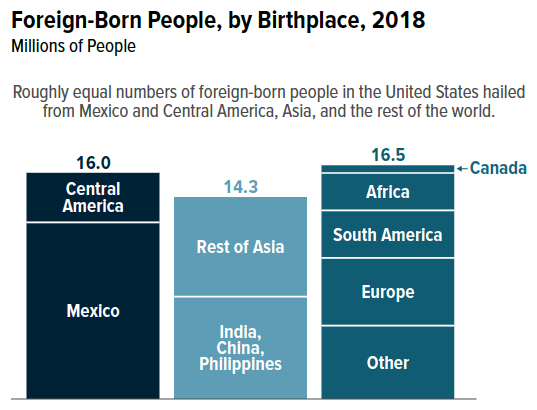 Foreign-Born People, by Birthplace, 2018
Millions of People
Roughly equal numbers of foreign-born people in the United States hailed
from Mexico and Central America, Asia, and the rest of the world.
16.0
Central
America
Mexico
14.3
Rest of Asia
India,
China,
Philippines
16.5
←Canada
Africa
South America
Europe
Other